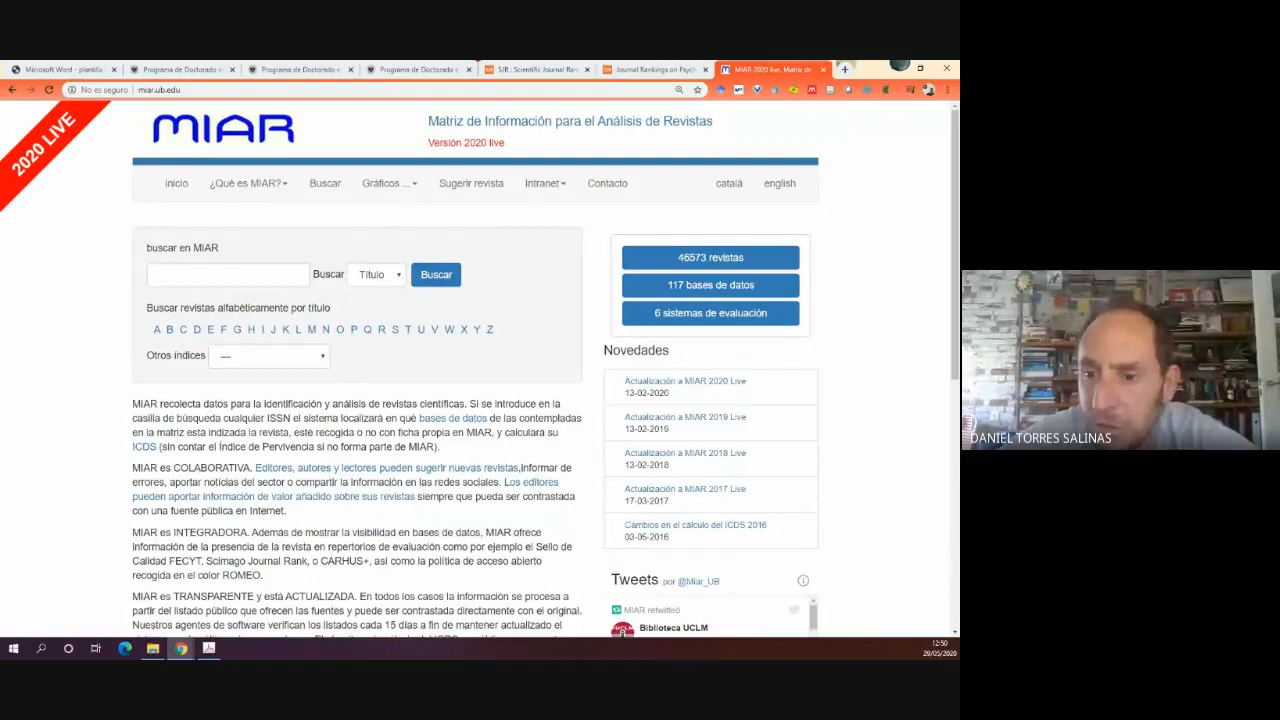 Microsoft Word - plantilla
Programa de Doctorado e
Programa de Doctorado e
Programa de Doctorado e
SJR : Scientific Journal Ran
Journal Rankings on Psych
MIAR 2020 live. Matriz de
No es seguro | miar.ub.edu
2020 LIVE
MIAR
Matriz de Información para el Análisis de Revistas
Versión 2020 live
inicio ¿Qué es MIAR? Buscar Gráficos ... Sugerir revista Intranet Contacto català english
buscar en MIAR
Buscar Título Buscar
Buscar revistas alfabéticamente por título
A B C D E F G H I J K L M N O P Q R S T U V W X Y Z
Otros índices ---
46573 revistas
117 bases de datos
6 sistemas de evaluación
Novedades
Actualización a MIAR 2020 Live
13-02-2020
Actualización a MIAR 2019 Live
13-02-2019
Actualización a MIAR 2018 Live
13-02-2018
Actualización a MIAR 2017 Live
17-03-2017
Cambios en el cálculo del ICDS 2016
03-05-2016
Tweets por @Miar_UB
MIAR retwitteó
Biblioteca UCLM
MIAR recolecta datos para la identificación y análisis de revistas científicas. Si se introduce en la
casilla de búsqueda cualquier ISSN el sistema localizará en qué bases de datos de las contempladas
en la matriz está indizada la revista, esté recogida o no con ficha propia en MIAR, y calculará su
ICDS (sin contar el Índice de Pervivencia si no forma parte de MIAR).
MIAR es COLABORATIVA. Editores, autores y lectores pueden sugerir nuevas revistas,informar de
errores, aportar noticias del sector o compartir la información en las redes sociales. Los editores
pueden aportar información de valor añadido sobre sus revistas siempre que pueda ser contrastada
con una fuente pública en Internet.
MIAR es INTEGRADORA. Además de mostrar la visibilidad en bases de datos, MIAR ofrece
información de la presencia de la revista en repertorios de evaluación como por ejemplo el Sello de
Calidad FECYT, Scimago Journal Rank, o CARHUS+, así como la política de acceso abierto
recogida en el color ROMEO.
MIAR es TRANSPARENTE y está ACTUALIZADA. En todos los casos la información se procesa a
partir del listado público que ofrecen las fuentes y puede ser contrastada directamente con el original.
Nuestros agentes de software verifican los listados cada 15 días a fin de mantener actualizado el
12:50
29/05/2020
DANIEL TORRES SALINAS